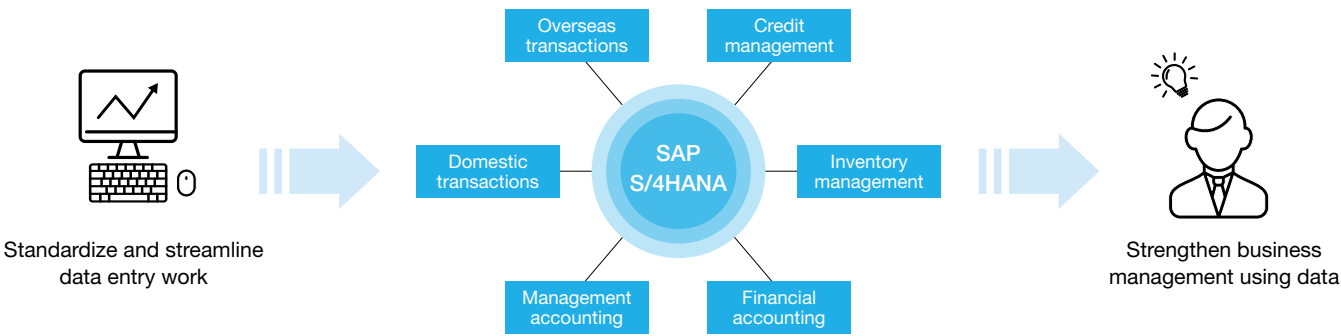 Standardize and streamline
data entry work
Overseas
transactions
Credit
management
Domestic
transactions
SAP
S/4HANA
Inventory
management
Management
accounting
Financial
accounting
Strengthen business
management using data